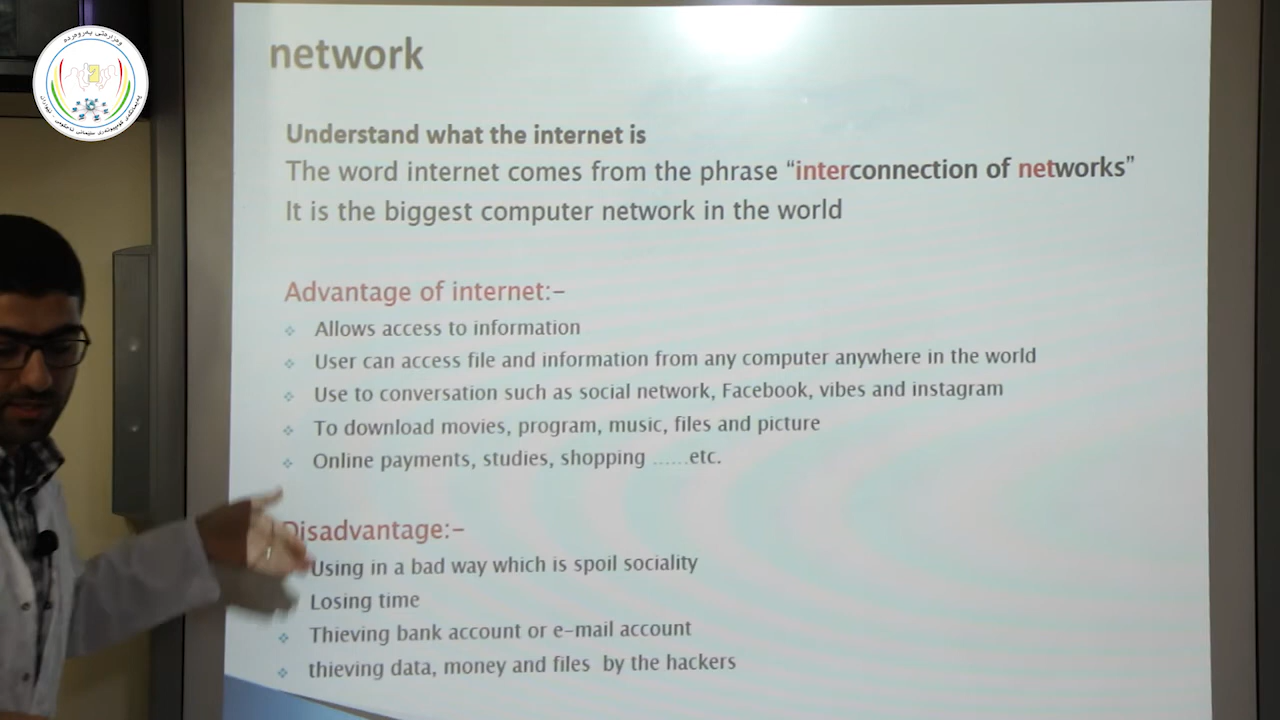 وەزارەتی پەروەردە
network
Understand what the internet is
The word internet comes from the phrase “interconnection of networks”
It is the biggest computer network in the world
Advantage of internet:-
Allows access to information
User can access file and information from any computer anywhere in the world
Use to conversation such as social network, Facebook, vibes and instagram
To download movies, program, music, files and picture
Online payments, studies, shopping ......etc.
Disadvantage:-
Using in a bad way which is spoil sociality
Losing time
Thieving bank account or e-mail account
thieving data, money and files by the hackers